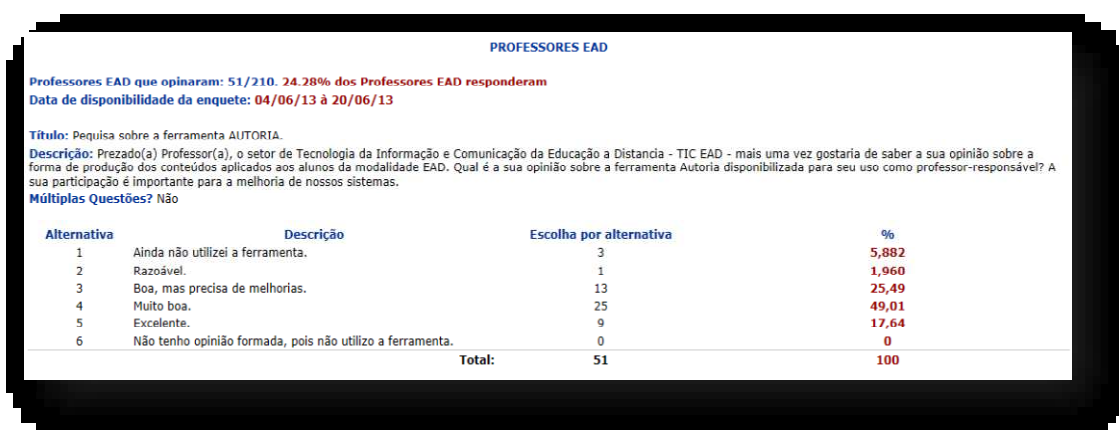 PROFESSORES EAD
Professores EAD que opinaram: 51/210. 24.28% dos Professores EAD responderam
Data de disponibilidade da enquete: 04/06/13 à 20/06/13
Título: Pequisa sobre a ferramenta AUTORIA.
Descrição: Prezado(a) Professor(a), o setor de Tecnologia da Informação e Comunicação da Educação a Distancia - TIC EAD - mais uma vez gostaria de saber a sua opinião sobre a
forma de produção dos conteúdos aplicados aos alunos da modalidade EAD. Qual é a sua opinião sobre a ferramenta Autoria disponibilizada para seu uso como professor-responsável? A
sua participação é importante para a melhoria de nossos sistemas.
Múltiplas Questões? Não
Alternativa Descrição Escolha por alternativa %
1 Ainda não utilizei a ferramenta. 3 5,882
2 Razoável. 1 1,960
3 Boa, mas precisa de melhorias. 13 25,49
4 Muito boa. 25 49,01
5 Excelente. 9 17,64
6 Não tenho opinião formada, pois não utilizo a ferramenta. 0 0
Total: 51 100